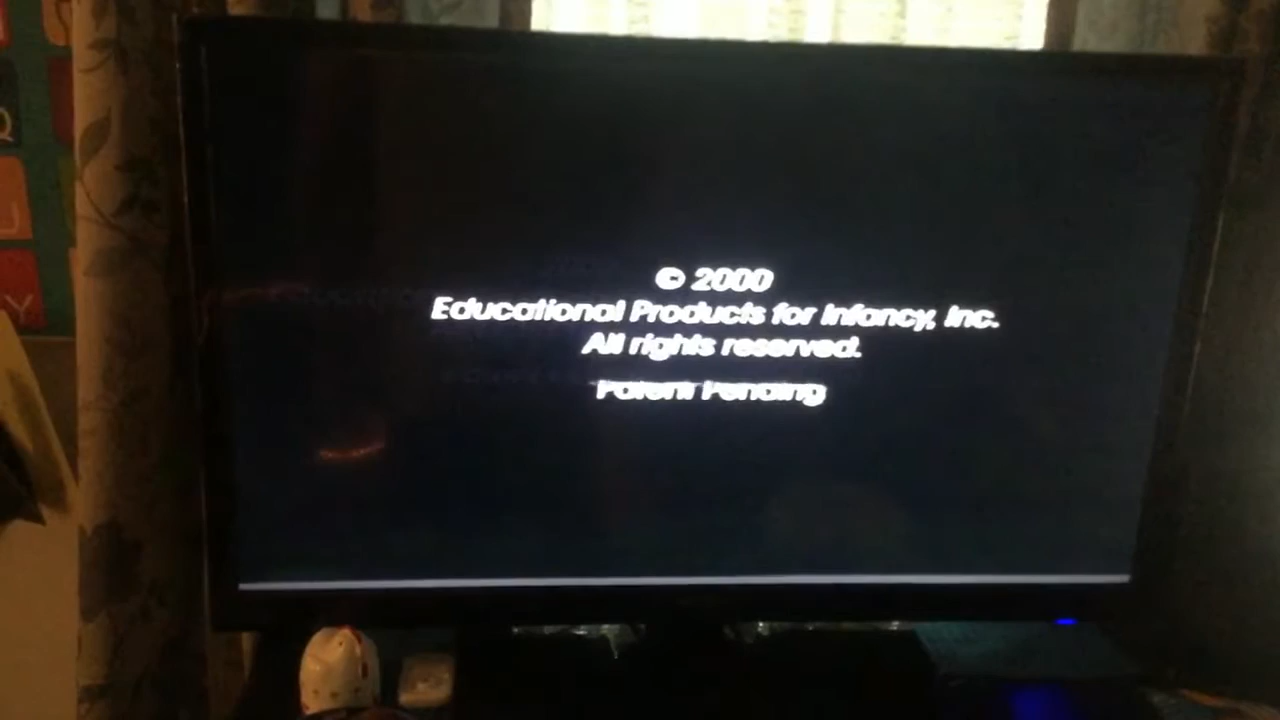 © 2000
Educational Products for Infancy, Inc.
All rights reserved.
Patent Pending
Q
J
Y